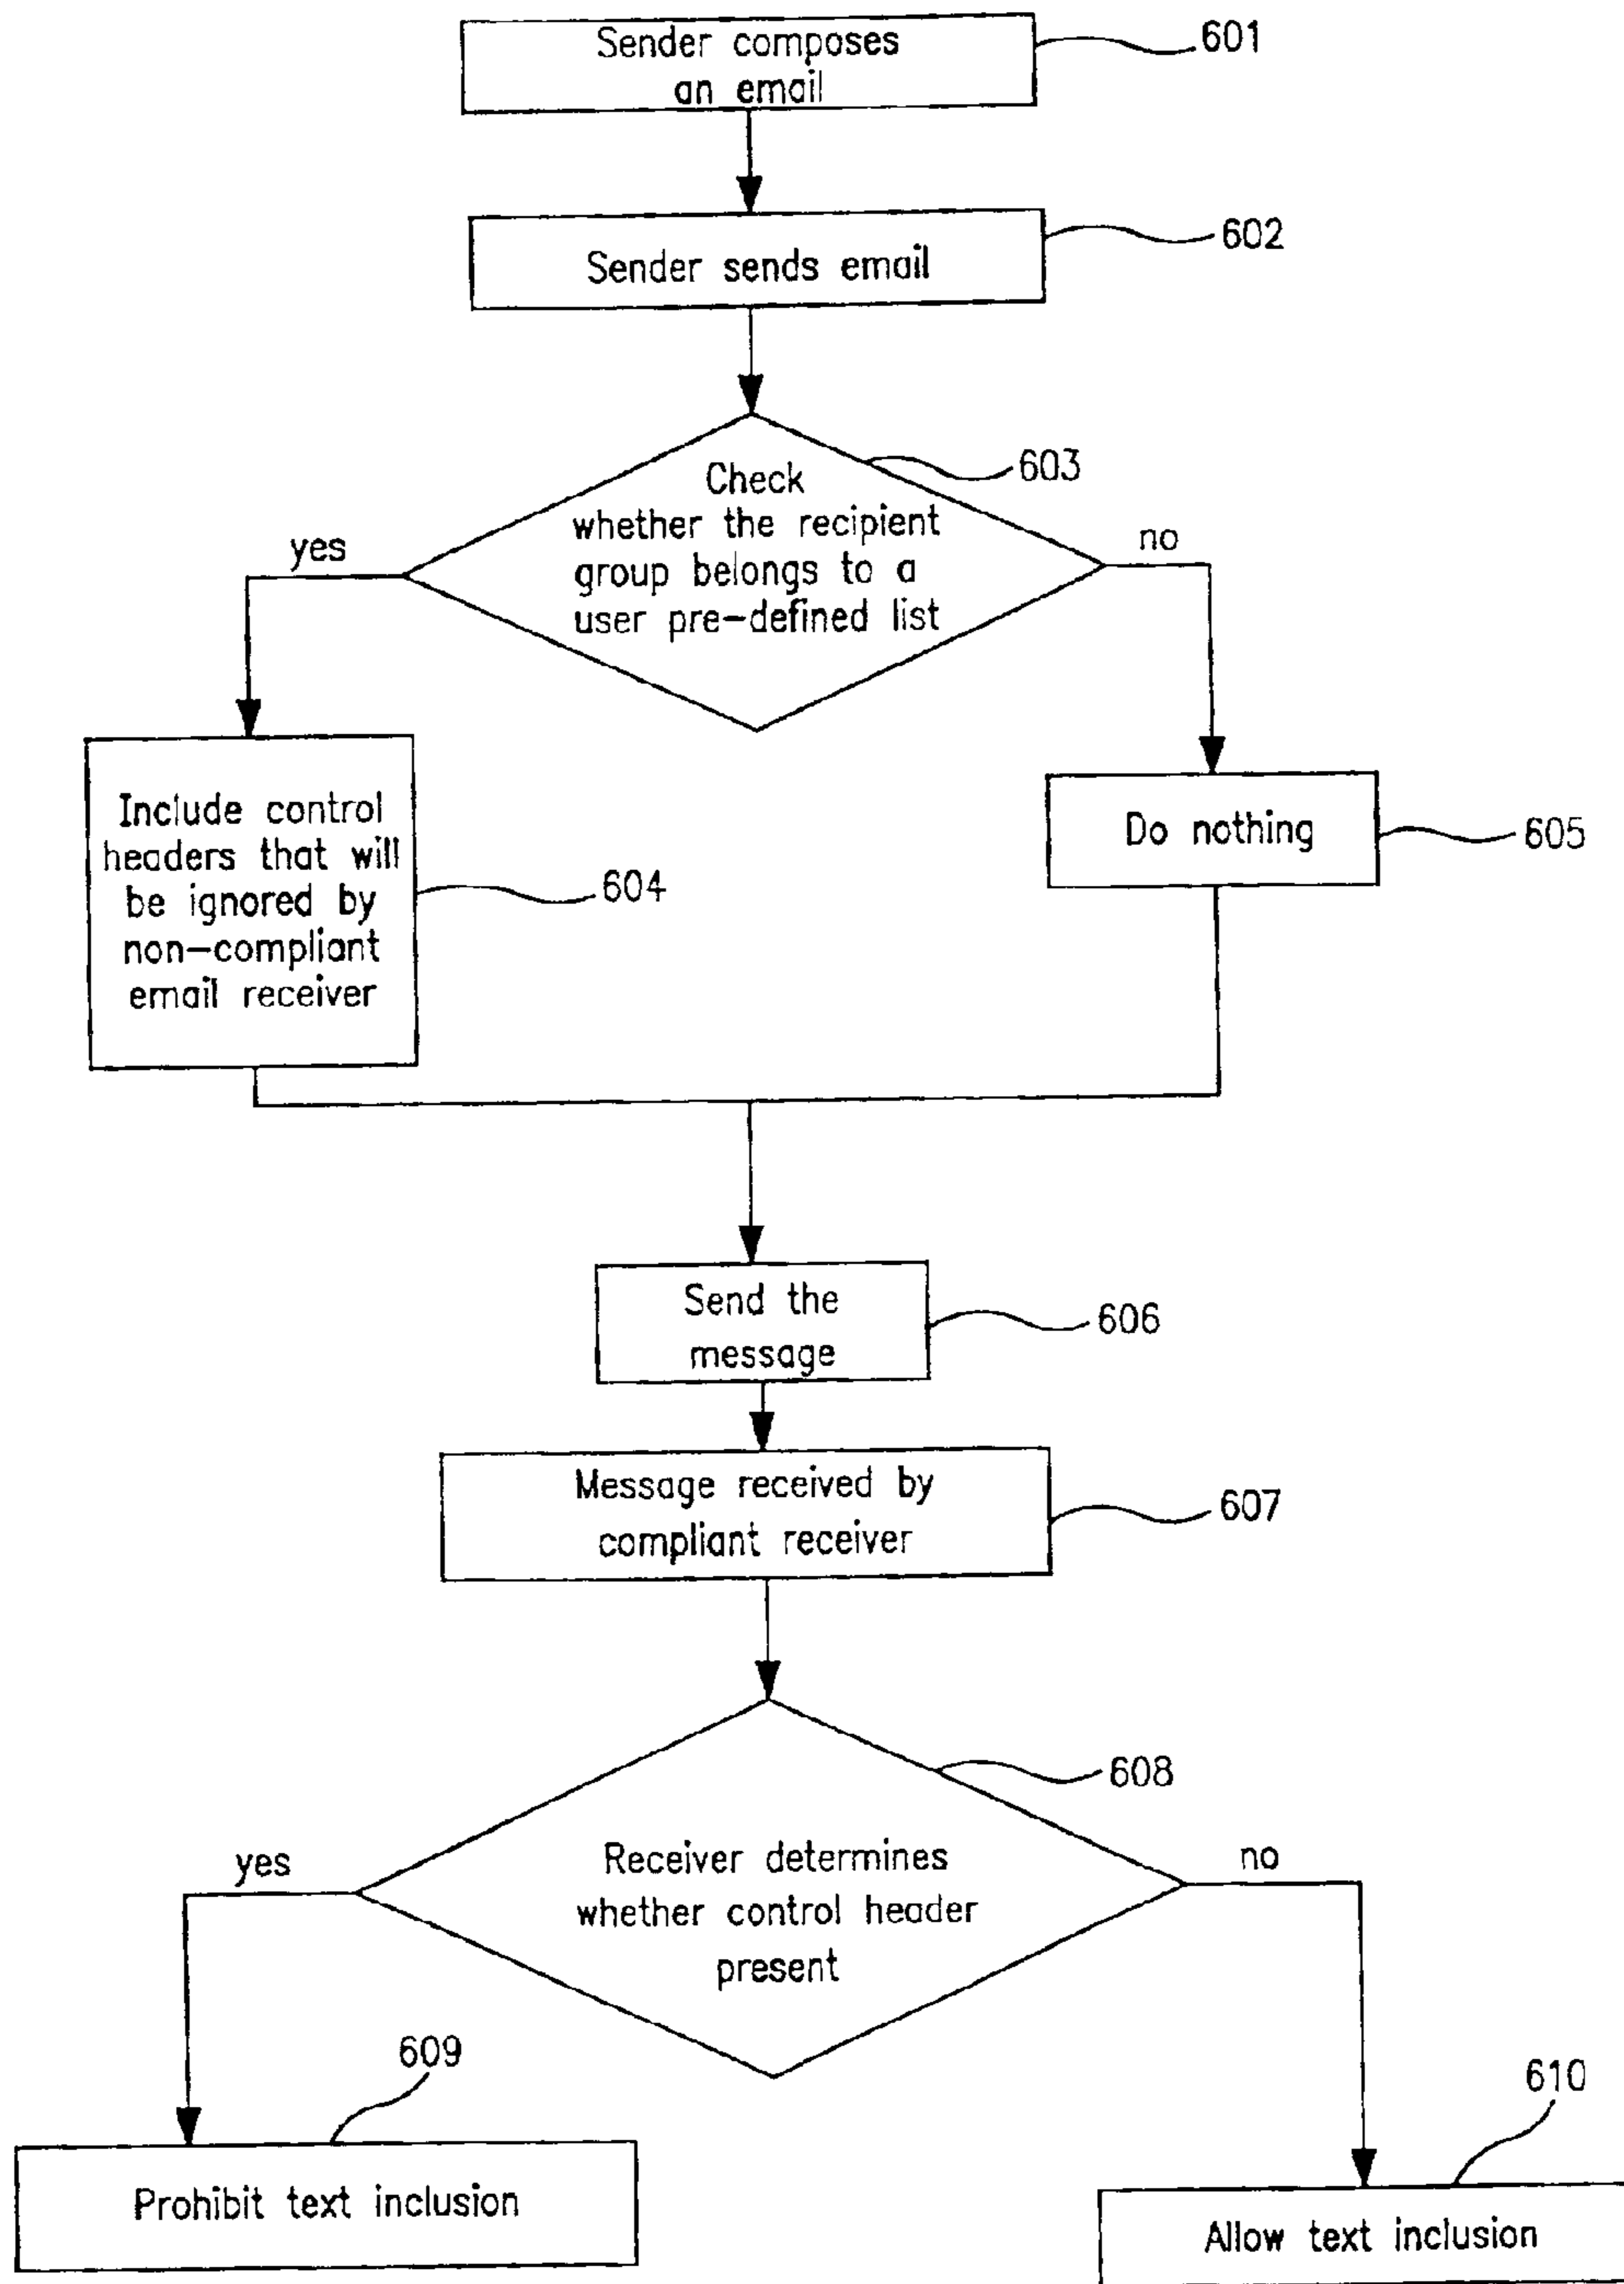 Sender composes
an email
601
Sender sends email
602
Check
whether the recipient
group belongs to a
user pre-defined list
603
yes
no
Include control
headers that will
be ignored by
non-compliant
email receiver
604
Do nothing
605
Send the
message
606
Message received by
compliant receiver
607
608
Receiver determines
whether control header
present
yes
no
609
Prohibit text inclusion
610
Allow text inclusion